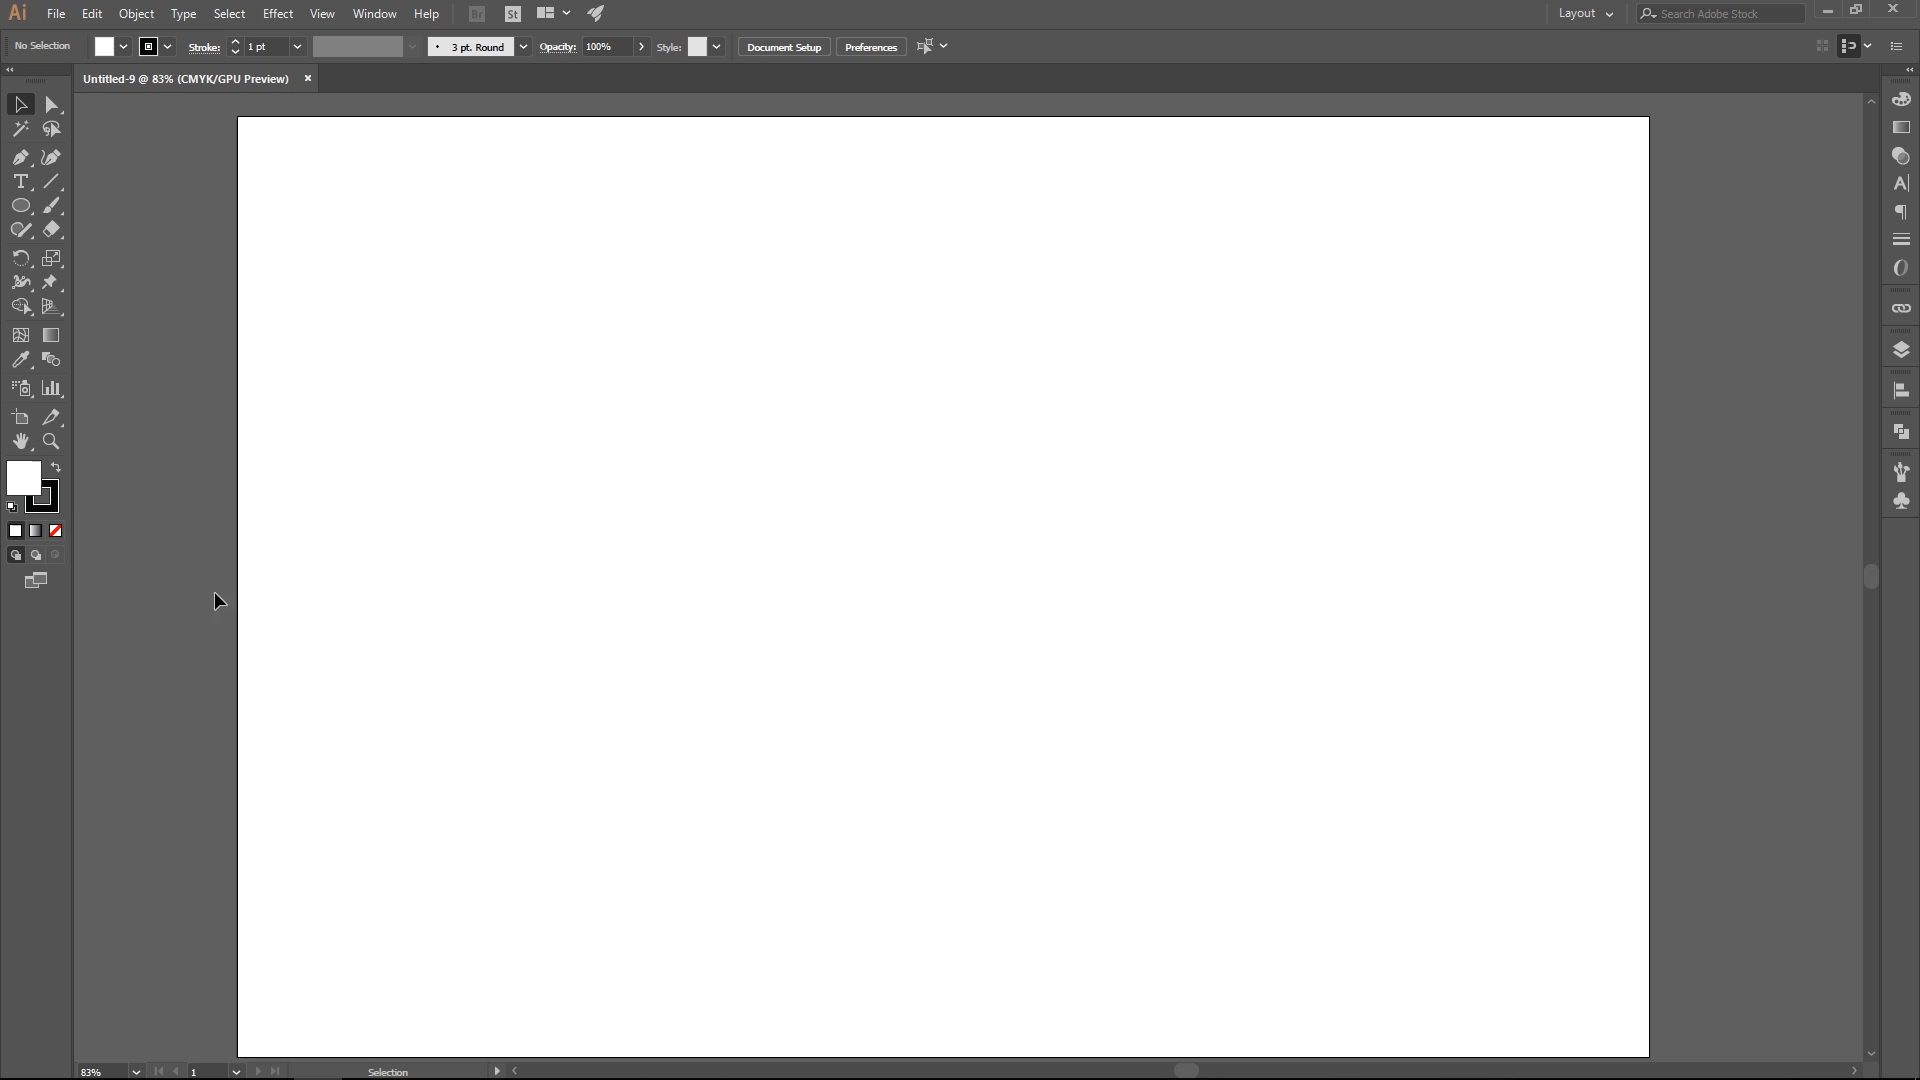 Ai File Edit Object Type Select Effect View Window Help Br St Layout Search Adobe Stock
No Selection Stroke: 1 pt 3 pt. Round Opacity: 100% Style: Document Setup Preferences
Untitled-9 @ 83% (CMYK/GPU Preview)
83% 1 Selection